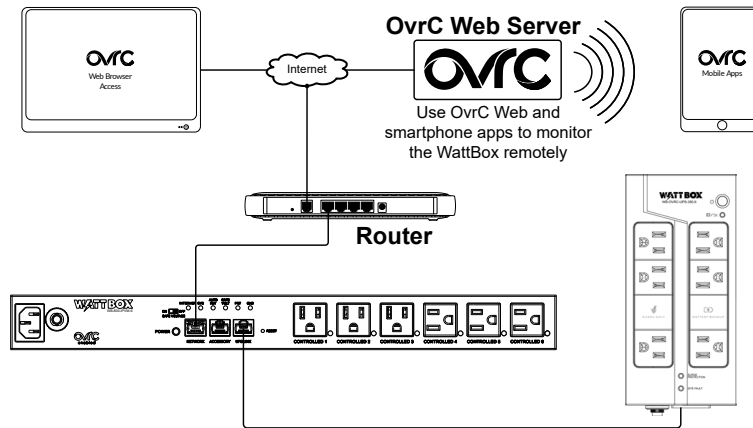 OvrC
Web Browser
Access
Internet
OvrC Web Server
OvrC
Use OvrC Web and
smartphone apps to monitor
the WattBox remotely
OvrC
Mobile Apps
Router
WATTBOX
OvrC
POWER
NETWORK
ACCESSORY
RESET
CONTROLLED 1
CONTROLLED 2
CONTROLLED 3
CONTROLLED 4
CONTROLLED 5
CONTROLLED 6
WATTBOX